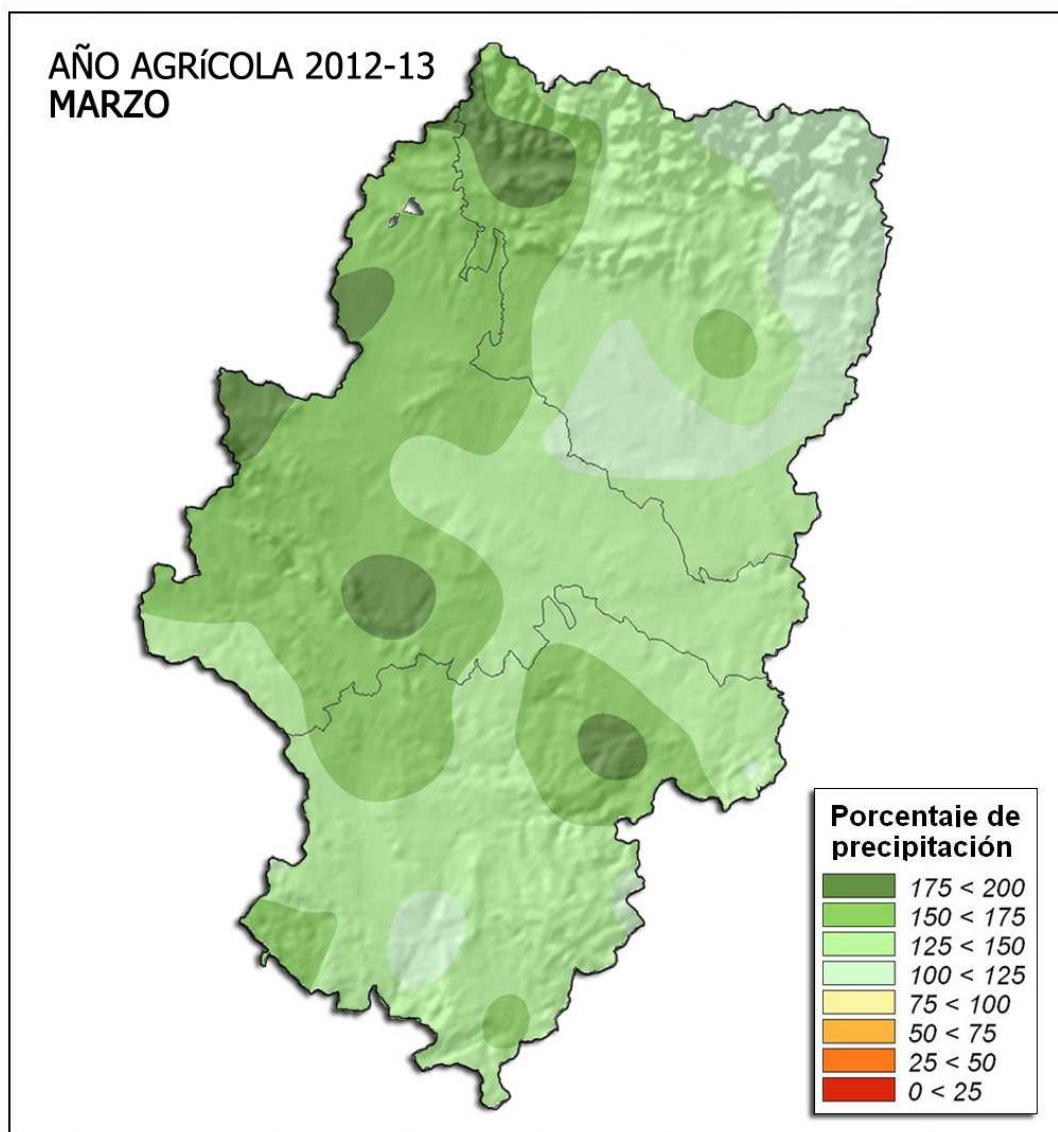 AÑO AGRíCOLA 2012-13
MARZO
Porcentaje de
precipitación
175 < 200
150 < 175
125 < 150
100 < 125
75 < 100
50 < 75
25 < 50
0 < 25